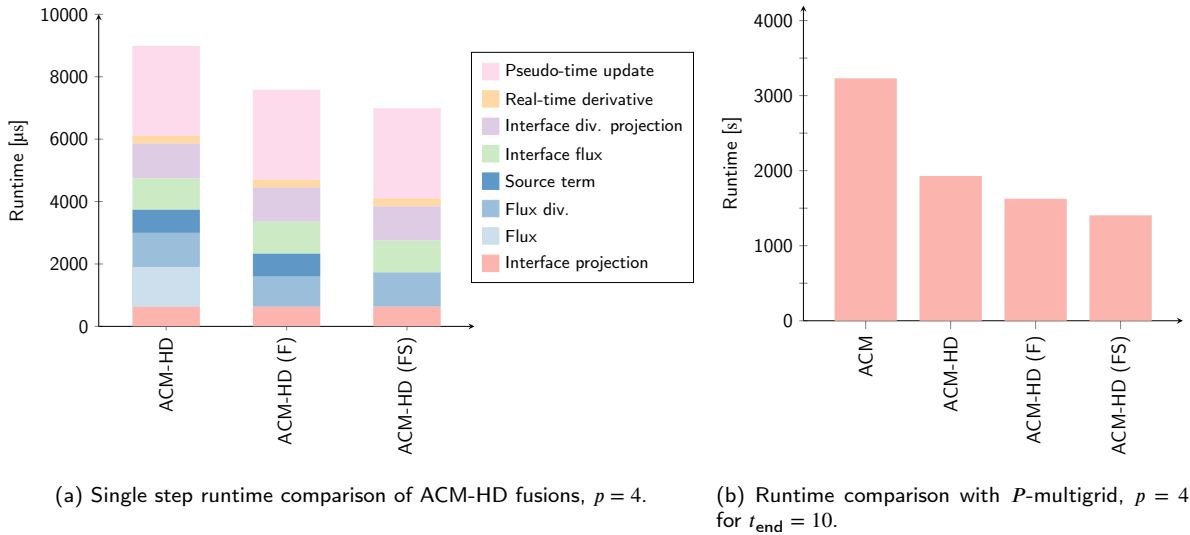 10000
8000
6000
4000
2000
0
Runtime [µs]
ACM-HD
ACM-HD (F)
ACM-HD (FS)
Pseudo-time update
Real-time derivative
Interface div. projection
Interface flux
Source term
Flux div.
Flux
Interface projection
(a) Single step runtime comparison of ACM-HD fusions, p = 4.
4000
3000
2000
1000
0
Runtime [s]
ACM
ACM-HD
ACM-HD (F)
ACM-HD (FS)
(b) Runtime comparison with P-multigrid, p = 4
for t_end = 10.